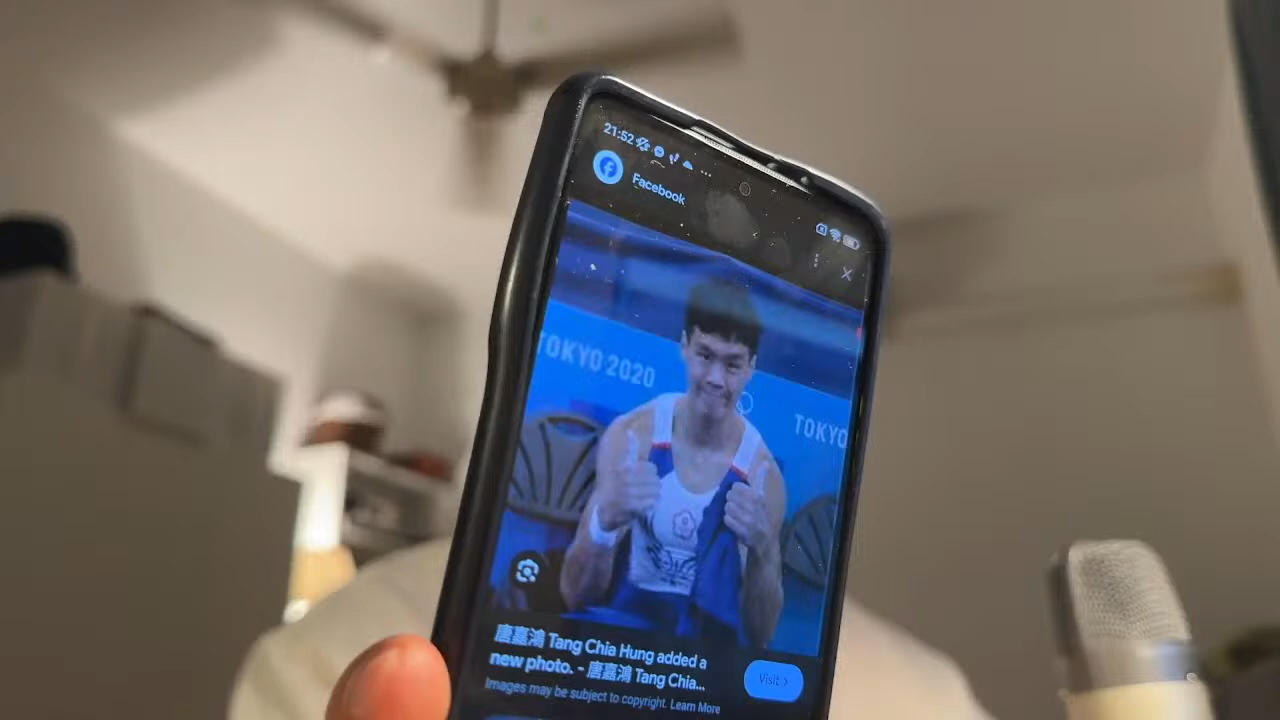 21:52
Facebook
TOKYO 2020
TOKYO
唐嘉鴻 Tang Chia Hung added a
new photo. - 唐嘉鴻 Tang Chia...
Visit >
Images may be subject to copyright. Learn More